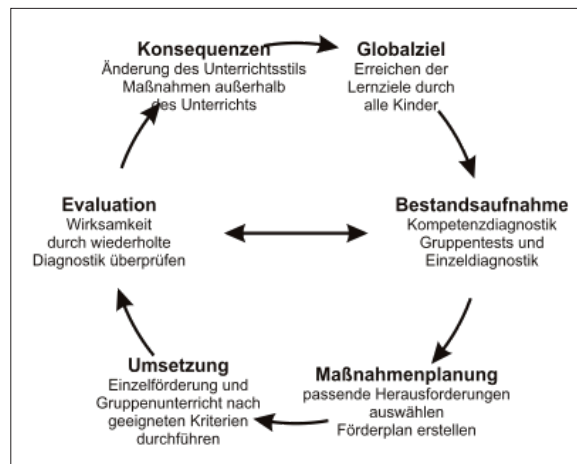 Konsequenzen
Änderung des Unterrichtsstils
Maßnahmen außerhalb
des Unterrichts
Globalziel
Erreichen der
Lernziele durch
alle Kinder
Bestandsaufnahme
Kompetenzdiagnostik
Gruppentests und
Einzeldiagnostik
Maßnahmenplanung
passende Herausforderungen
auswählen
Förderplan erstellen
Umsetzung
Einzelförderung und
Gruppenunterricht nach
geeigneten Kriterien
durchführen
Evaluation
Wirksamkeit
durch wiederholte
Diagnostik überprüfen